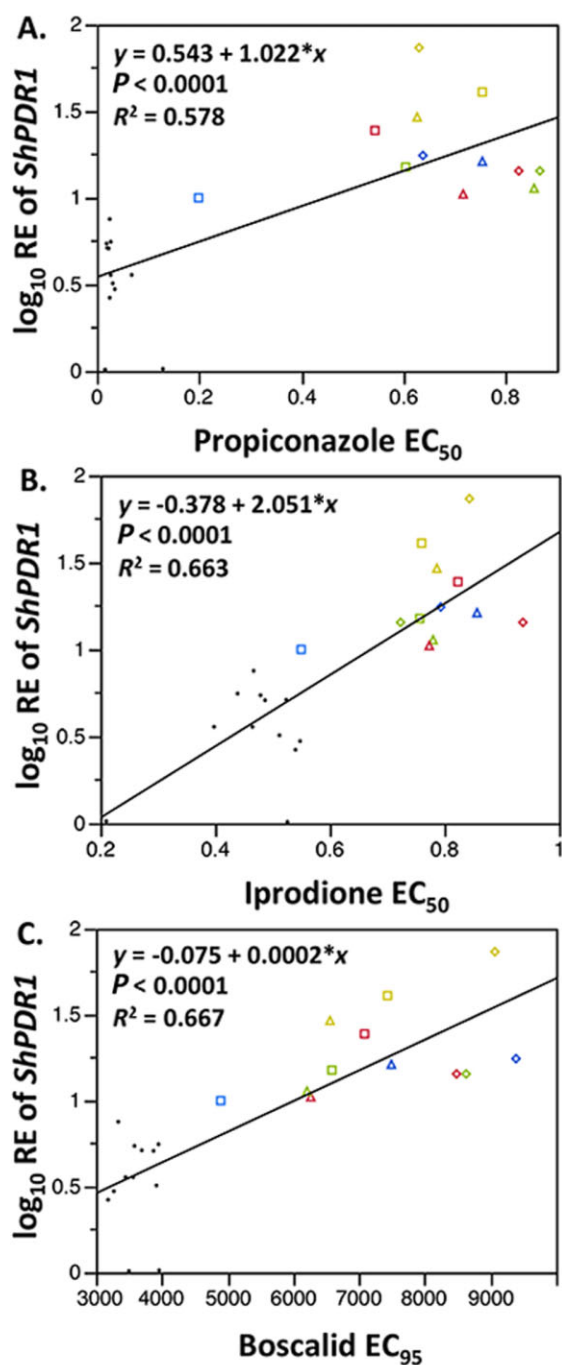 A.
2
1.5
1
0.5
0
log10 RE of ShPDR1
y = 0.543 + 1.022*x
P < 0.0001
R2 = 0.578
0 0.2 0.4 0.6 0.8
Propiconazole EC50
B.
2
1.5
1
0.5
0
log10 RE of ShPDR1
y = -0.378 + 2.051*x
P < 0.0001
R2 = 0.663
0.2 0.4 0.6 0.8 1
Iprodione EC50
C.
2
1.5
1
0.5
0
log10 RE of ShPDR1
y = -0.075 + 0.0002*x
P < 0.0001
R2 = 0.667
3000 4000 5000 6000 7000 8000 9000
Boscalid EC95